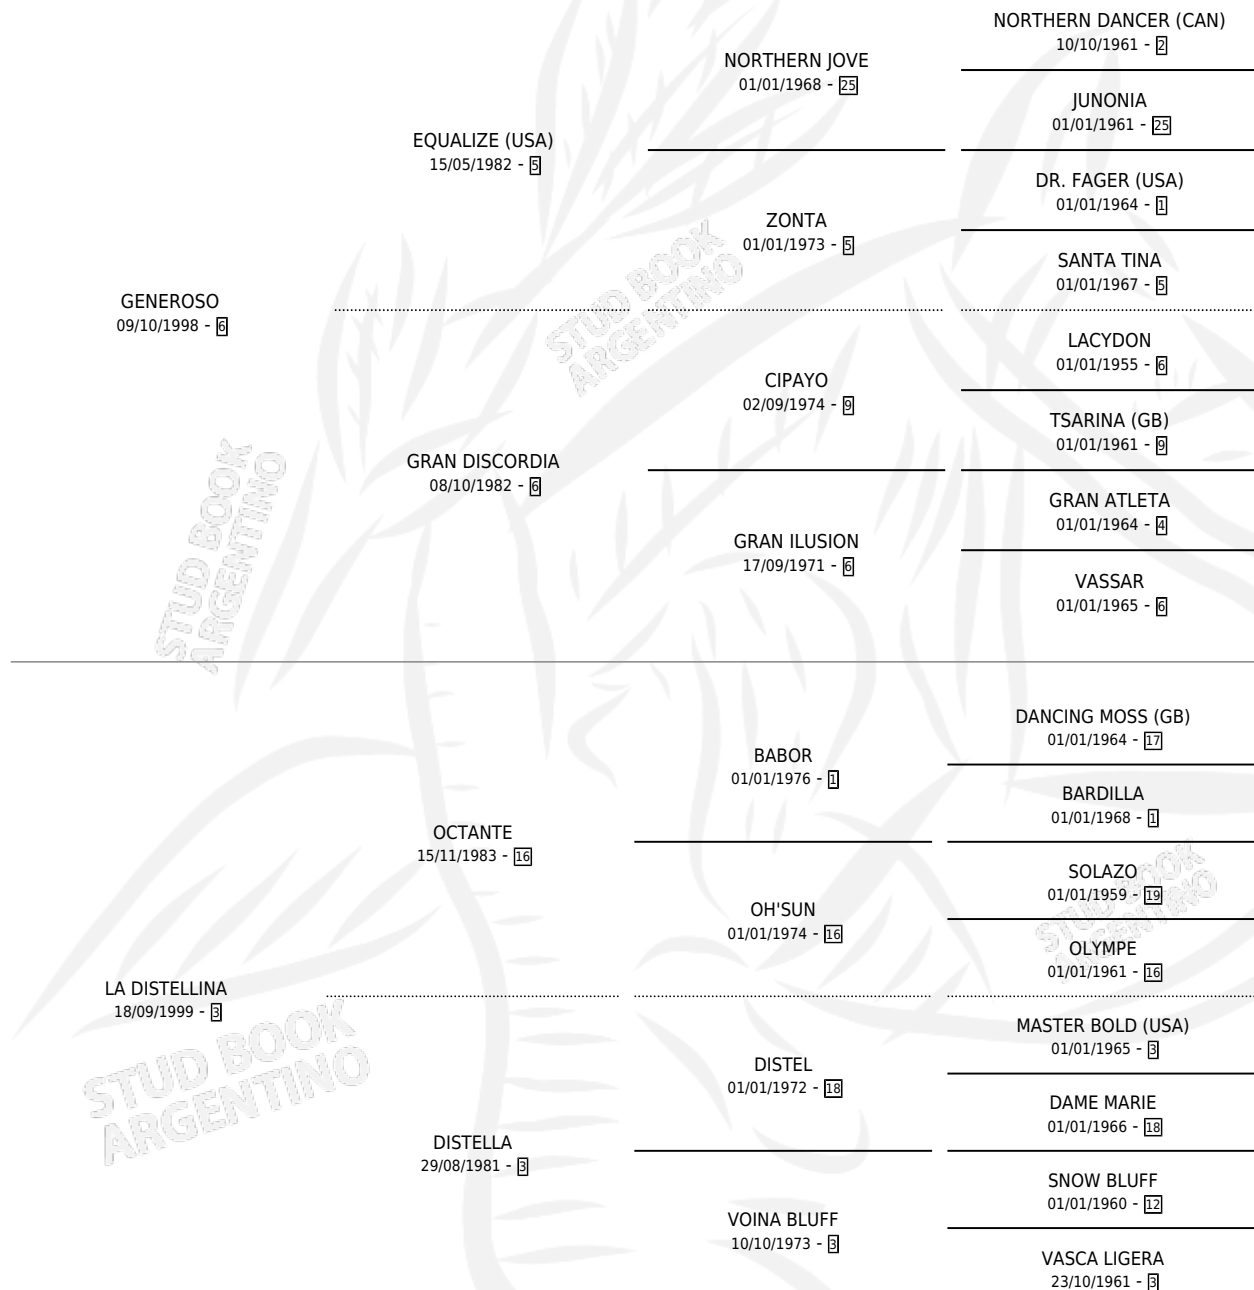 NORTHERN DANCER (CAN)
10/10/1961 - 2
NORTHERN JOVE
01/01/1968 - 25
JUNONIA
01/01/1961 - 25
EQUALIZE (USA)
15/05/1982 - 5
DR. FAGER (USA)
01/01/1964 - 1
ZONTA
01/01/1973 - 5
SANTA TINA
01/01/1967 - 5
GENEROSO
09/10/1998 - 6
STUD BOOK
ARGENTINO
LACYDON
01/01/1955 - 6
CIPAYO
02/09/1974 - 9
TSARINA (GB)
01/01/1961 - 9
GRAN DISCORDIA
08/10/1982 - 6
GRAN ATLETA
01/01/1964 - 4
GRAN ILUSION
17/09/1971 - 6
VASSAR
01/01/1965 - 6
STUD BOOK
ARGENTINO
DANCING MOSS (GB)
01/01/1964 - 17
BABOR
01/01/1976 - 1
BARDILLA
01/01/1968 - 1
OCTANTE
15/11/1983 - 16
SOLAZO
01/01/1959 - 19
OH'SUN
01/01/1974 - 16
OLYMPE
01/01/1961 - 16
STUD BOOK
ARGENTINO
LA DISTELLINA
18/09/1999 - 3
MASTER BOLD (USA)
01/01/1965 - 3
DISTEL
01/01/1972 - 18
DAME MARIE
01/01/1966 - 18
STUD BOOK
ARGENTINO
DISTELLA
29/08/1981 - 3
SNOW BLUFF
01/01/1960 - 12
VOINA BLUFF
10/10/1973 - 3
VASCA LIGERA
23/10/1961 - 3